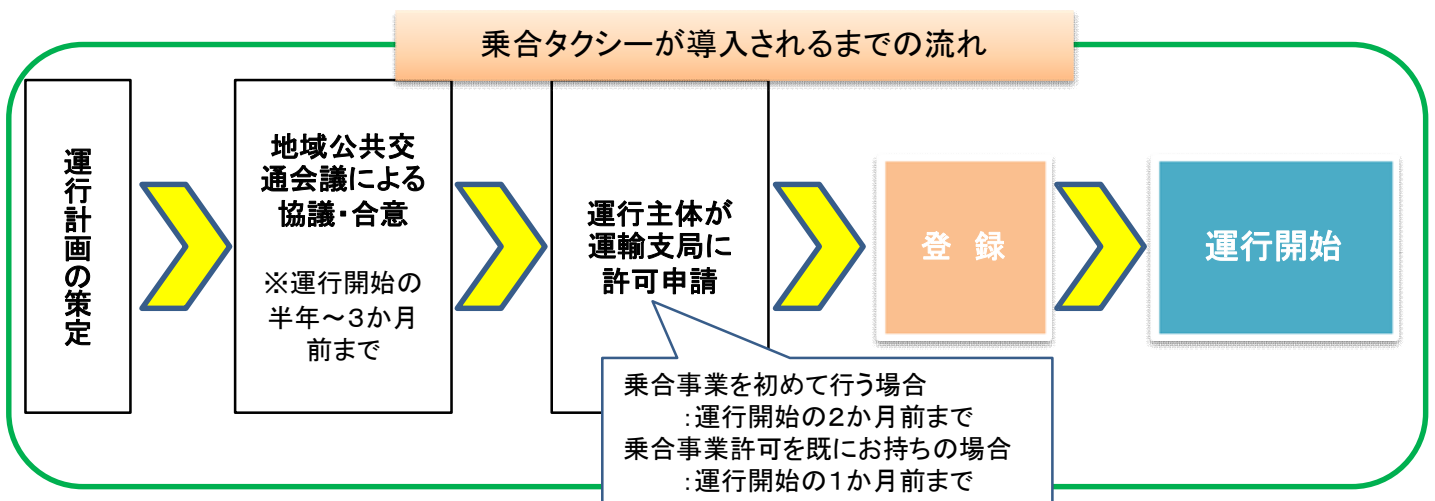 乗合タクシーが導入されるまでの流れ
運行計画の策定
地域公共交
通会議による
協議・合意
※運行開始の
半年～３か月
前まで
運行主体が
運輸支局に
許可申請
登 録
運行開始
乗合事業を初めて行う場合
：運行開始の２か月前まで
乗合事業許可を既にお持ちの場合
：運行開始の１か月前まで